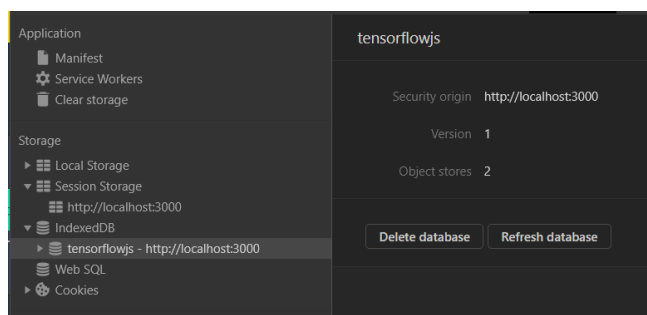 Application
Manifest
Service Workers
Clear storage
Storage
Local Storage
Session Storage
http://localhost:3000
IndexedDB
tensorflowjs - http://localhost:3000
Web SQL
Cookies
tensorflowjs
Security origin http://localhost:3000
Version 1
Object stores 2
Delete database Refresh database